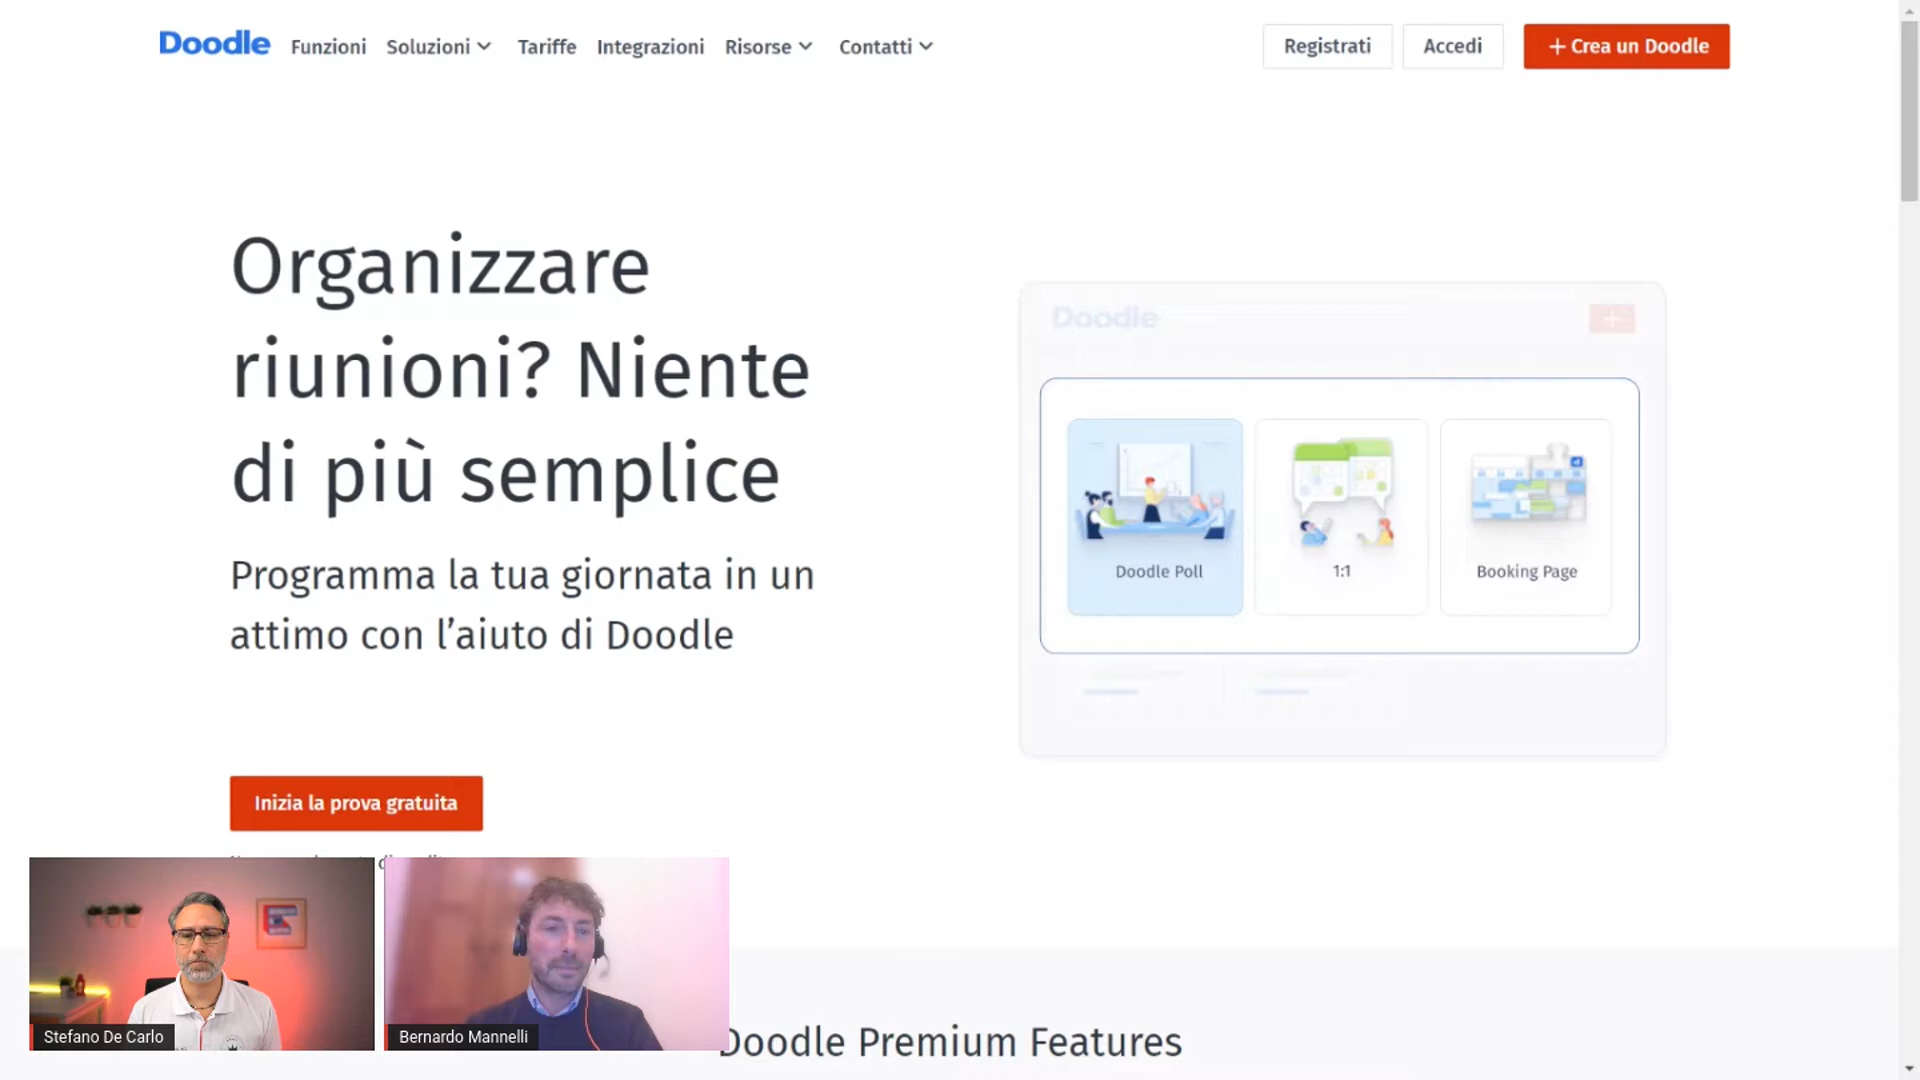 Doodle Funzioni Soluzioni Tariffe Integrazioni Risorse Contatti Registrati Accedi + Crea un Doodle
Organizzare
riunioni? Niente
di più semplice
Programma la tua giornata in un
attimo con l’aiuto di Doodle
Inizia la prova gratuita
Doodle
Doodle Poll
1:1
Booking Page
Stefano De Carlo
Bernardo Mannelli
Doodle Premium Features